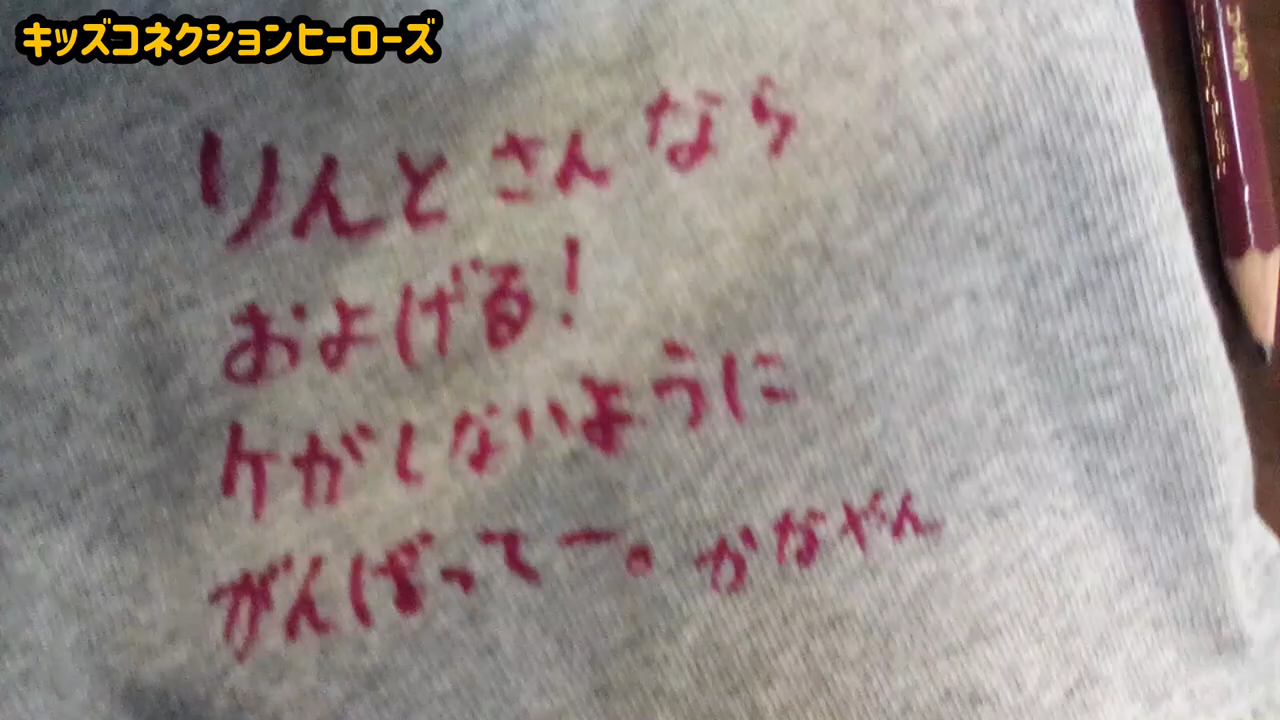 キッズコネクションヒーローズ
りんとさんなら
およげる!
ケがしないように
がんばってー。かなやん